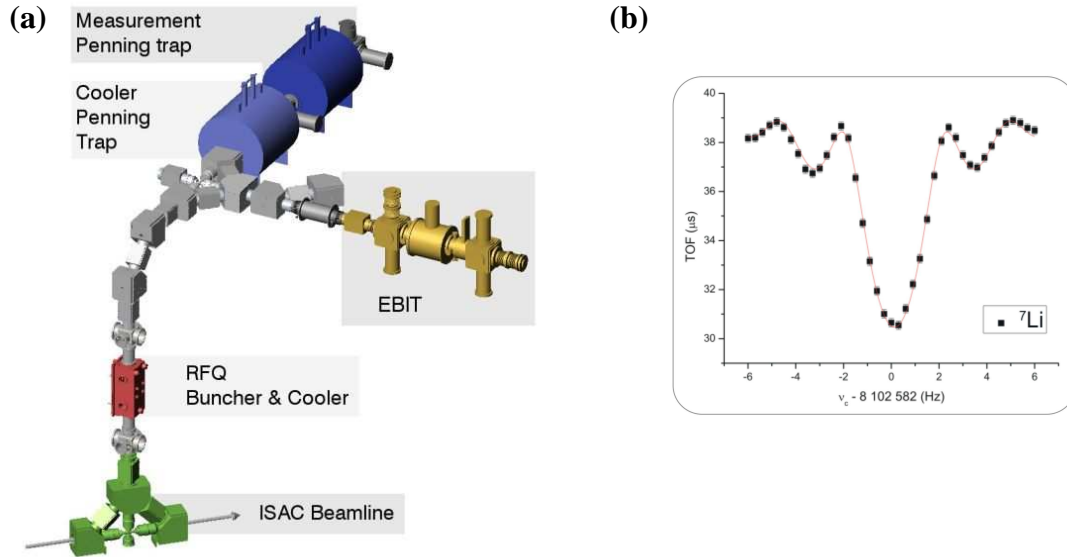 (a)
Measurement
Penning trap
Cooler
Penning
Trap
EBIT
RFQ
Buncher & Cooler
ISAC Beamline
(b)
40
38
36
34
32
30
TOF (μs)
⁷Li
-6 -4 -2 0 2 4 6
ν_c - 8 102 582 (Hz)